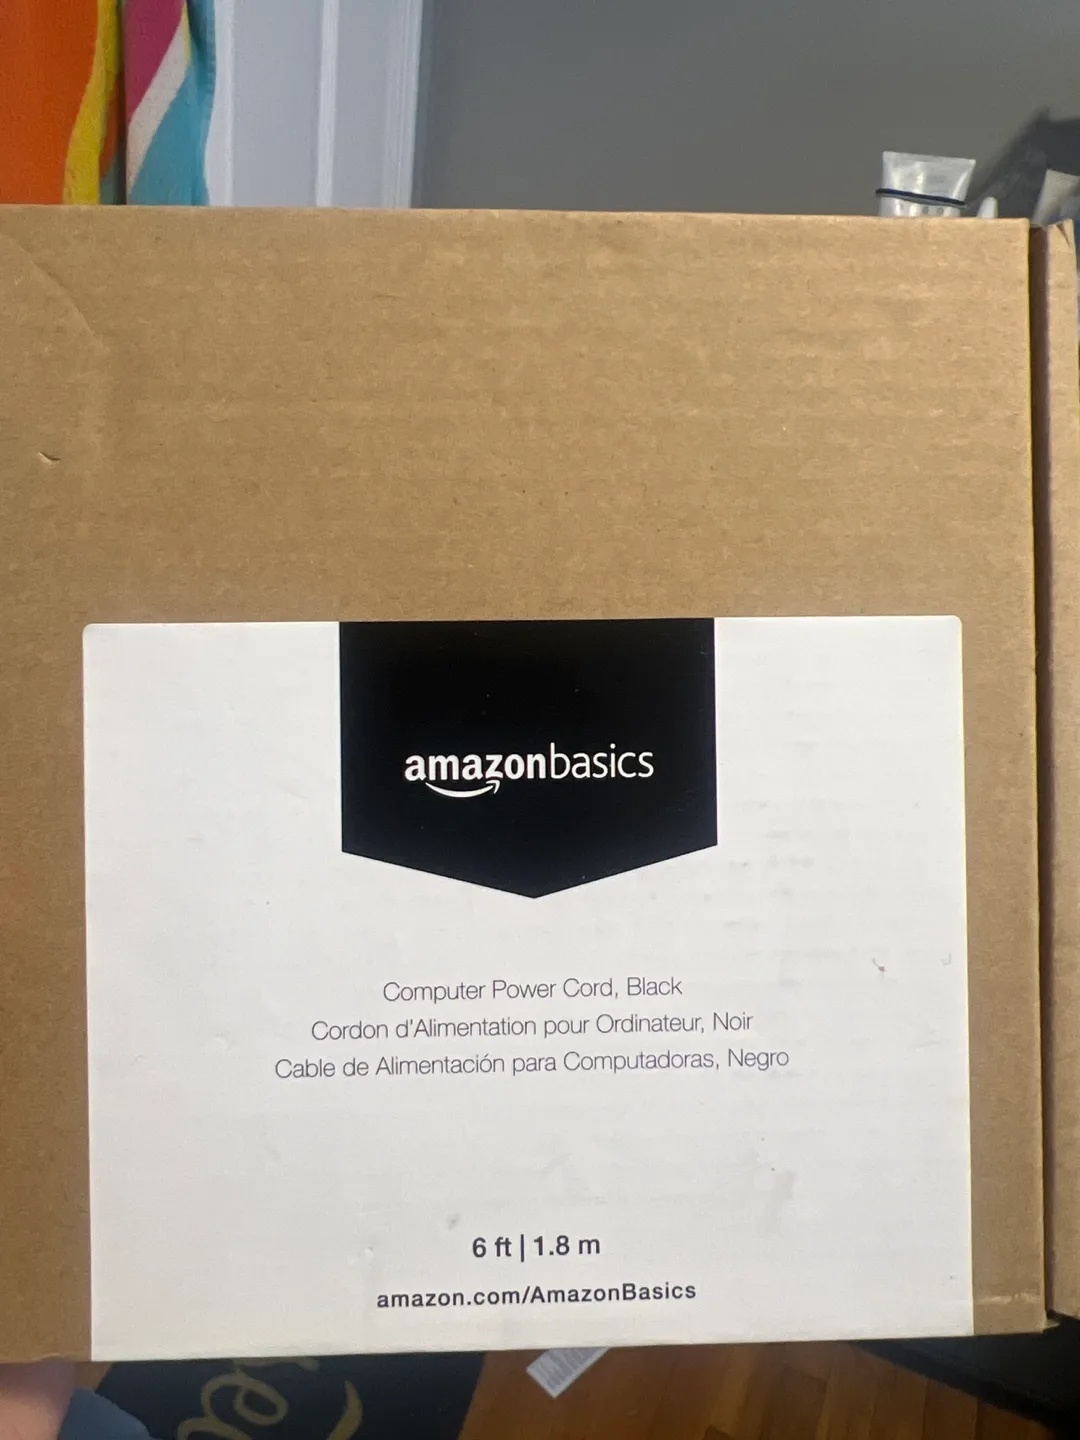 amazonbasics
Computer Power Cord, Black
Cordon d'Alimentation pour Ordinateur, Noir
Cable de Alimentación para Computadoras, Negro
6 ft | 1.8 m
amazon.com/AmazonBasics